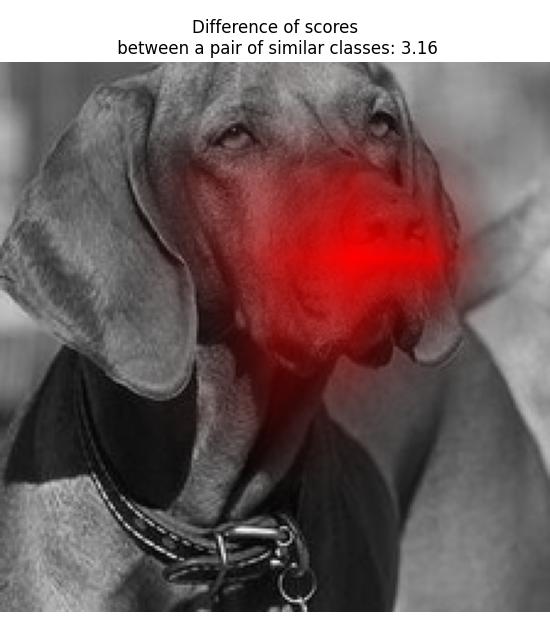 Difference of scores
between a pair of similar classes: 3.16